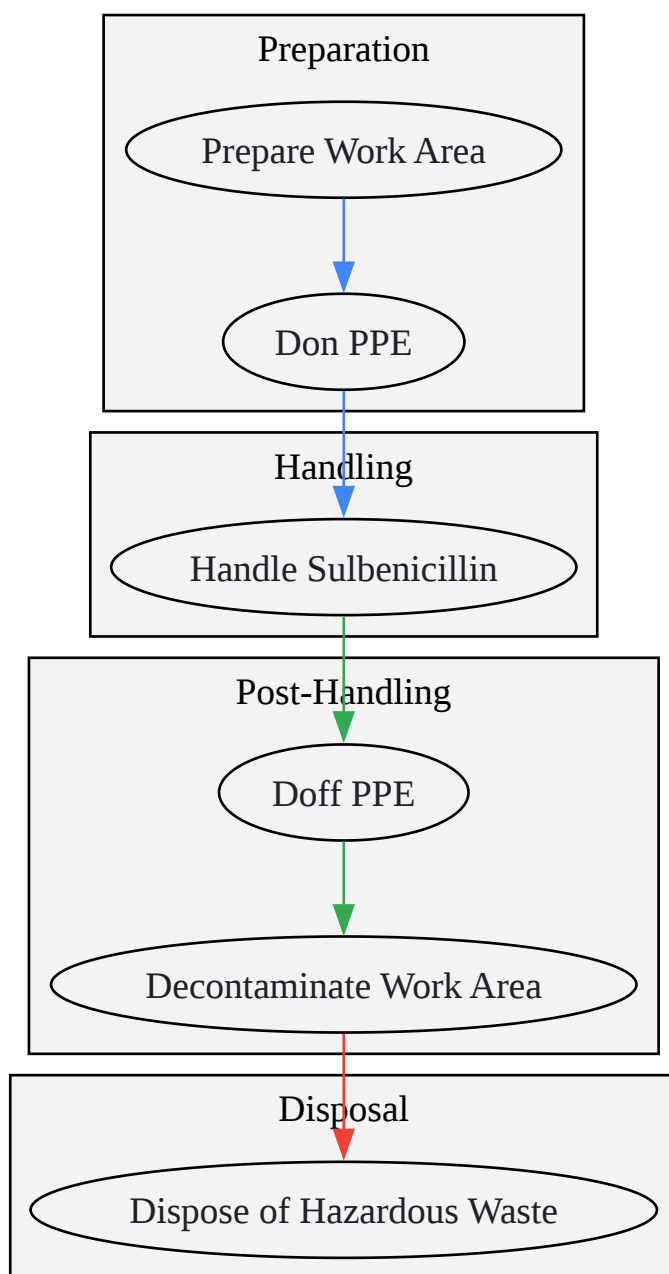 Preparation
Prepare Work Area
Don PPE
Handling
Handle Sulbenicillin
Post-Handling
Doff PPE
Decontaminate Work Area
Disposal
Dispose of Hazardous Waste